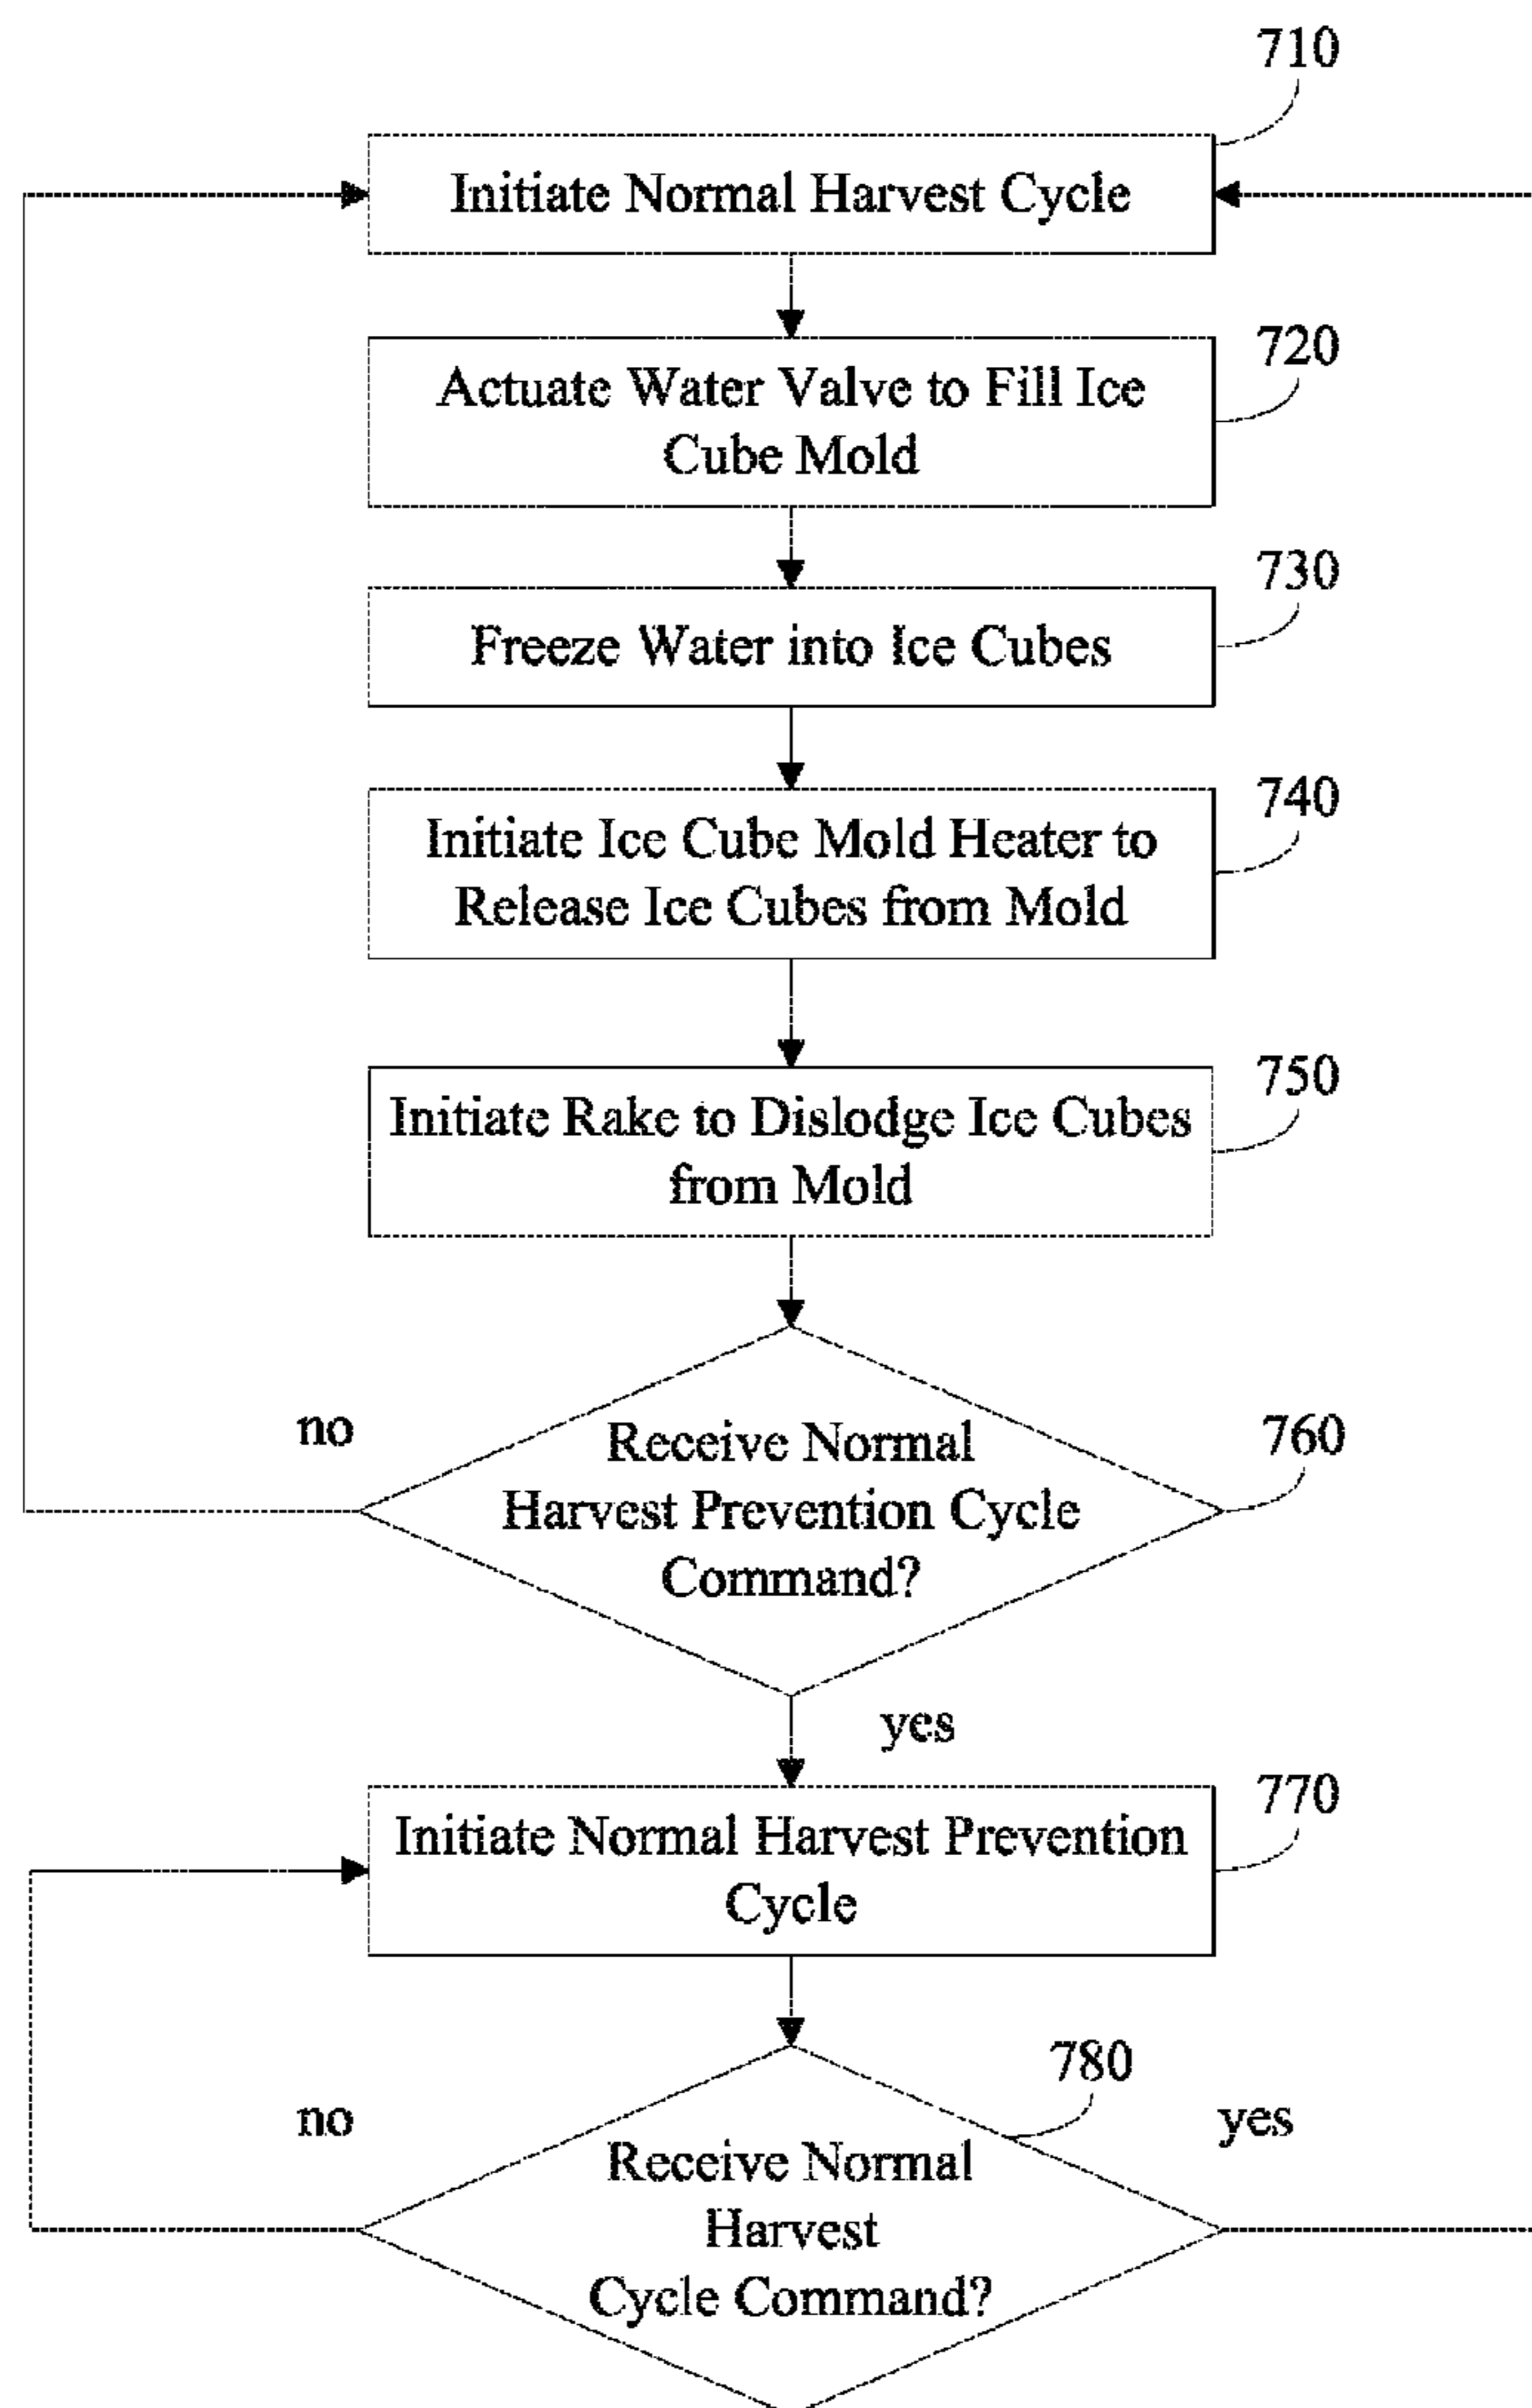 710
Initiate Normal Harvest Cycle
720
Actuate Water Valve to Fill Ice
Cube Mold
730
Freeze Water into Ice Cubes
740
Initiate Ice Cube Mold Heater to
Release Ice Cubes from Mold
750
Initiate Rake to Dislodge Ice Cubes
from Mold
no
760
Receive Normal
Harvest Prevention Cycle
Command?
yes
770
Initiate Normal Harvest Prevention
Cycle
780
no
yes
Receive Normal
Harvest
Cycle Command?